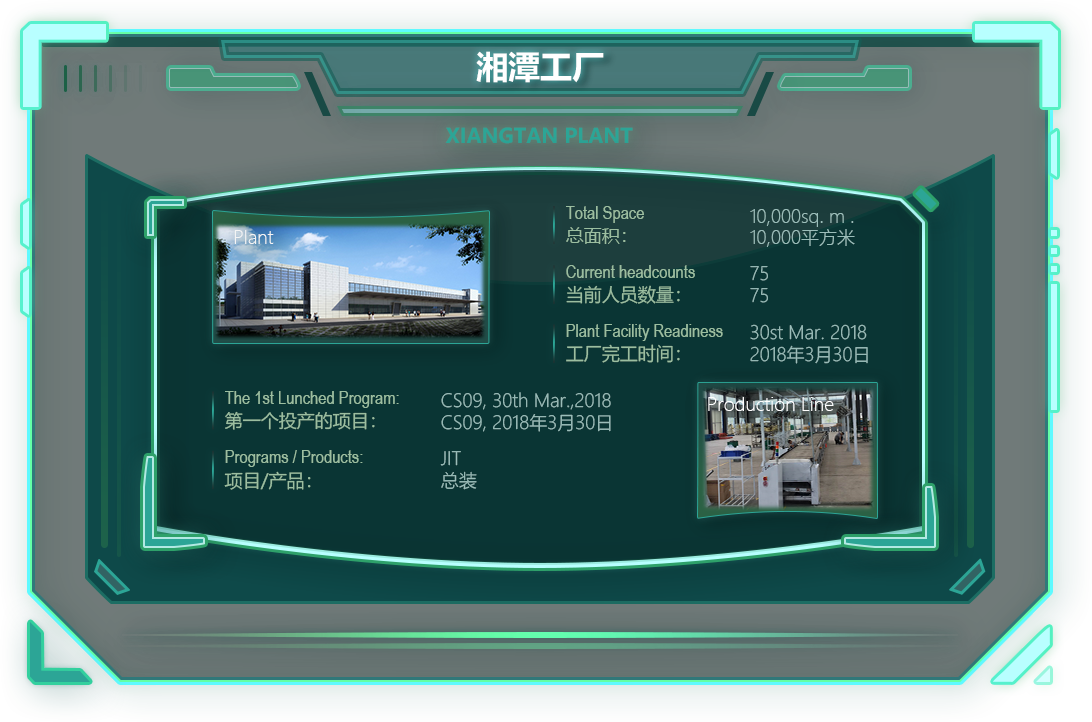 湘潭工厂
XIANGTAN PLANT
Plant
Total Space 10,000sq. m .
总面积： 10,000平方米
Current headcounts 75
当前人员数量： 75
Plant Facility Readiness 30st Mar. 2018
工厂完工时间： 2018年3月30日
The 1st Lunched Program: CS09, 30th Mar.,2018
第一个投产的项目： CS09, 2018年3月30日
Programs / Products: JIT
项目/产品： 总装
Production Line